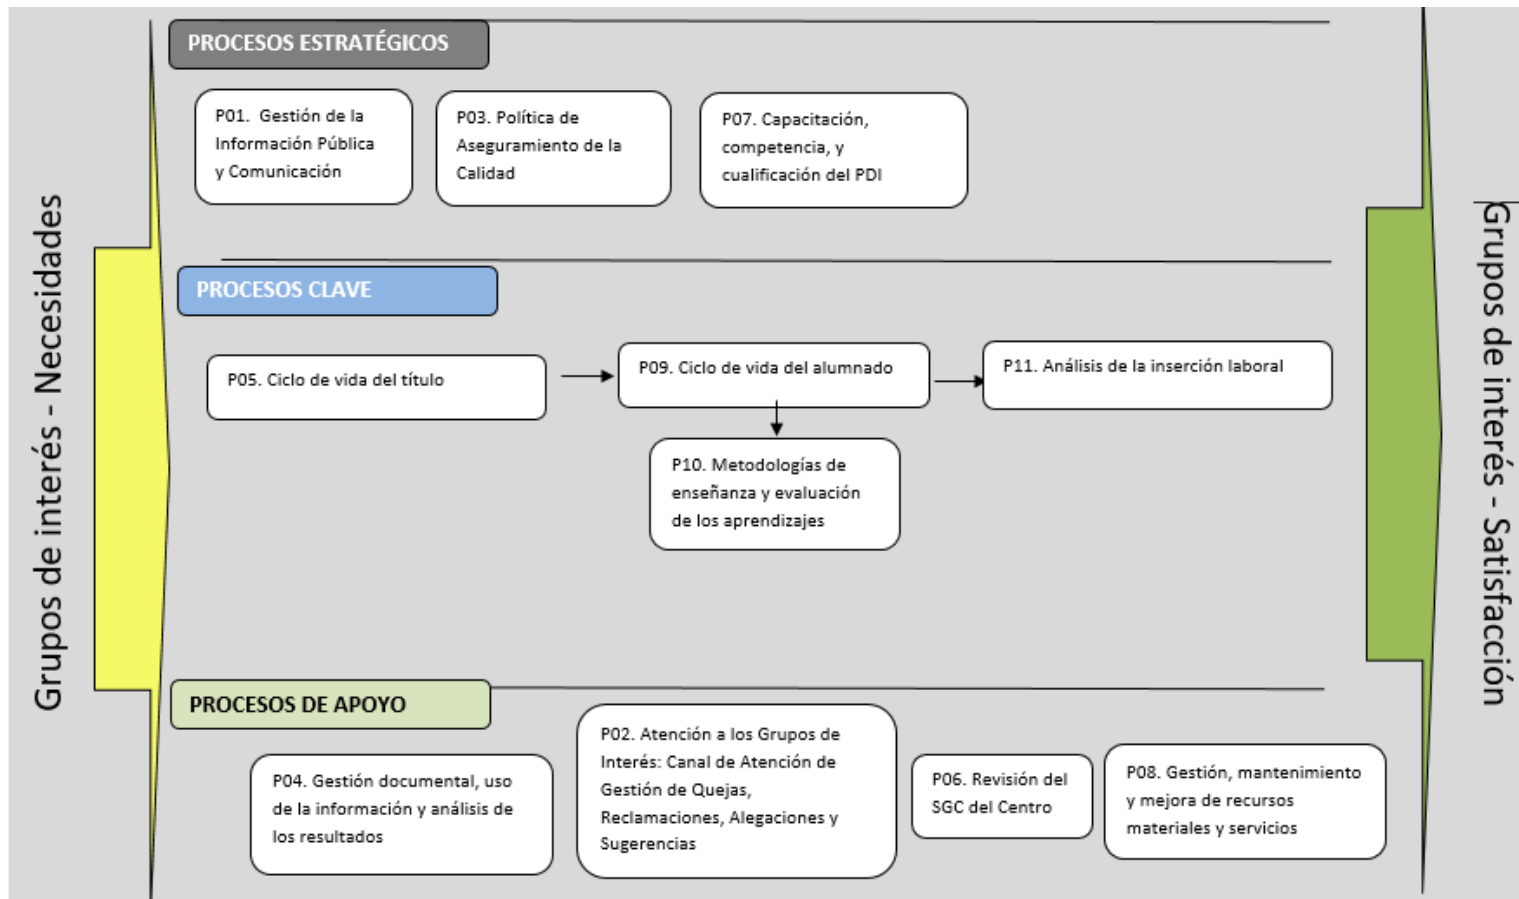 PROCESOS ESTRATÉGICOS
P01.  Gestión de la
Información Pública
y Comunicación
P03. Política de
Aseguramiento de la
Calidad
P07. Capacitación,
competencia, y
cualificación del PDI
Grupos de interés - Necesidades
Grupos de interés - Satisfacción
PROCESOS CLAVE
P05. Ciclo de vida del título
P09. Ciclo de vida del alumnado
P11. Análisis de la inserción laboral
P10. Metodologías de
enseñanza y evaluación
de los aprendizajes
PROCESOS DE APOYO
P04. Gestión documental, uso
de la información y análisis de
los resultados
P02. Atención a los Grupos de
Interés: Canal de Atención de
Gestión de Quejas,
Reclamaciones, Alegaciones y
Sugerencias
P06. Revisión del
SGC del Centro
P08. Gestión, mantenimiento
y mejora de recursos
materiales y servicios